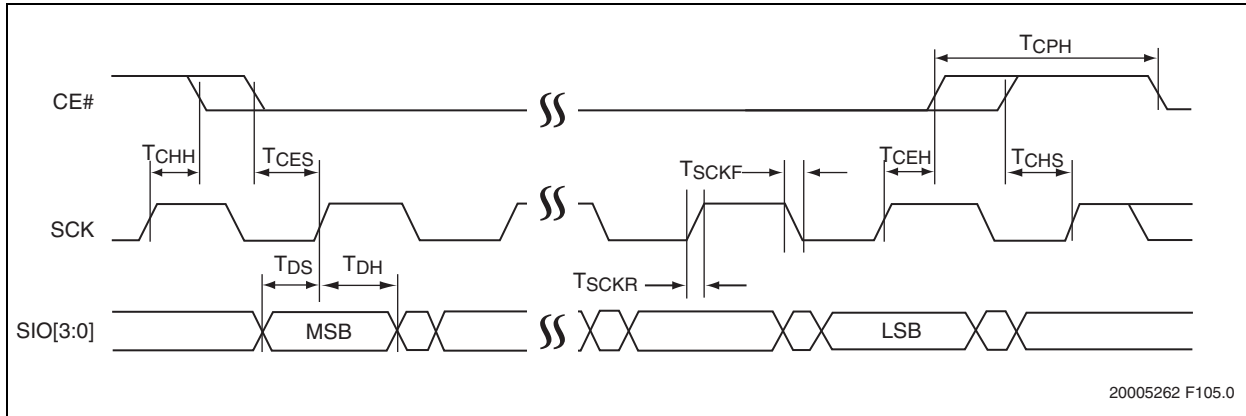 TCPH
CE#
TCHH
TCES
TSCKF
TCEH
TCHS
SCK
TDS
TDH
TSCKR
SIO[3:0]
MSB
LSB
20005262 F105.0